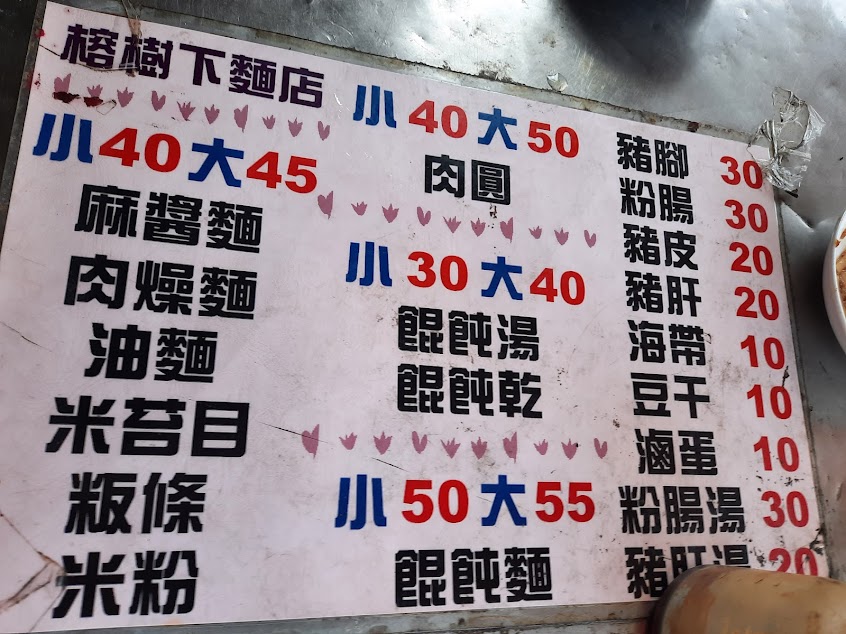 榕樹下麵店
小40大45
麻醬麵
肉燥麵
油麵
米苔目
粄條
米粉
小40大50
肉圓
小30大40
餛飩湯
餛飩乾
小50大55
餛飩麵
豬腳 30
粉腸 30
豬皮 20
豬肝 20
海帶 10
豆干 10
滷蛋 10
粉腸湯 30
豬肝湯 20